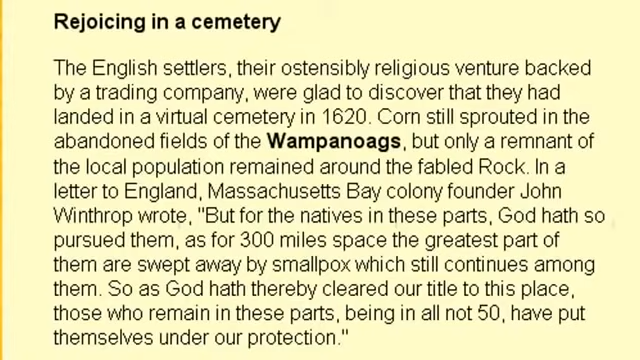 Rejoicing in a cemetery
The English settlers, their ostensibly religious venture backed
by a trading company, were glad to discover that they had
landed in a virtual cemetery in 1620. Corn still sprouted in the
abandoned fields of the Wampanoags, but only a remnant of
the local population remained around the fabled Rock. In a
letter to England, Massachusetts Bay colony founder John
Winthrop wrote, "But for the natives in these parts, God hath so
pursued them, as for 300 miles space the greatest part of
them are swept away by smallpox which still continues among
them. So as God hath thereby cleared our title to this place,
those who remain in these parts, being in all not 50, have put
themselves under our protection."